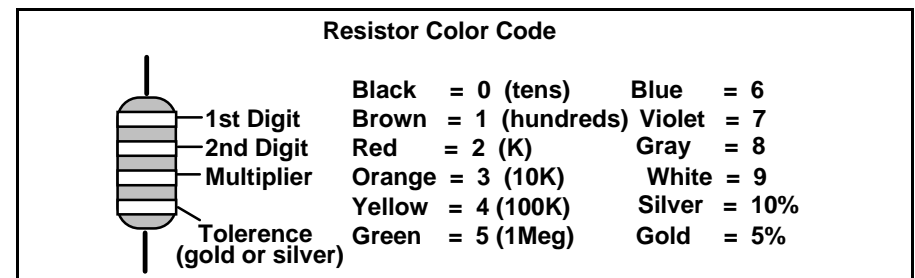 Resistor Color Code
Black = 0 (tens) Blue = 6
1st Digit Brown = 1 (hundreds) Violet = 7
2nd Digit Red = 2 (K) Gray = 8
Multiplier Orange = 3 (10K) White = 9
Yellow = 4 (100K) Silver = 10%
Tolerence Green = 5 (1Meg) Gold = 5%
(gold or silver)